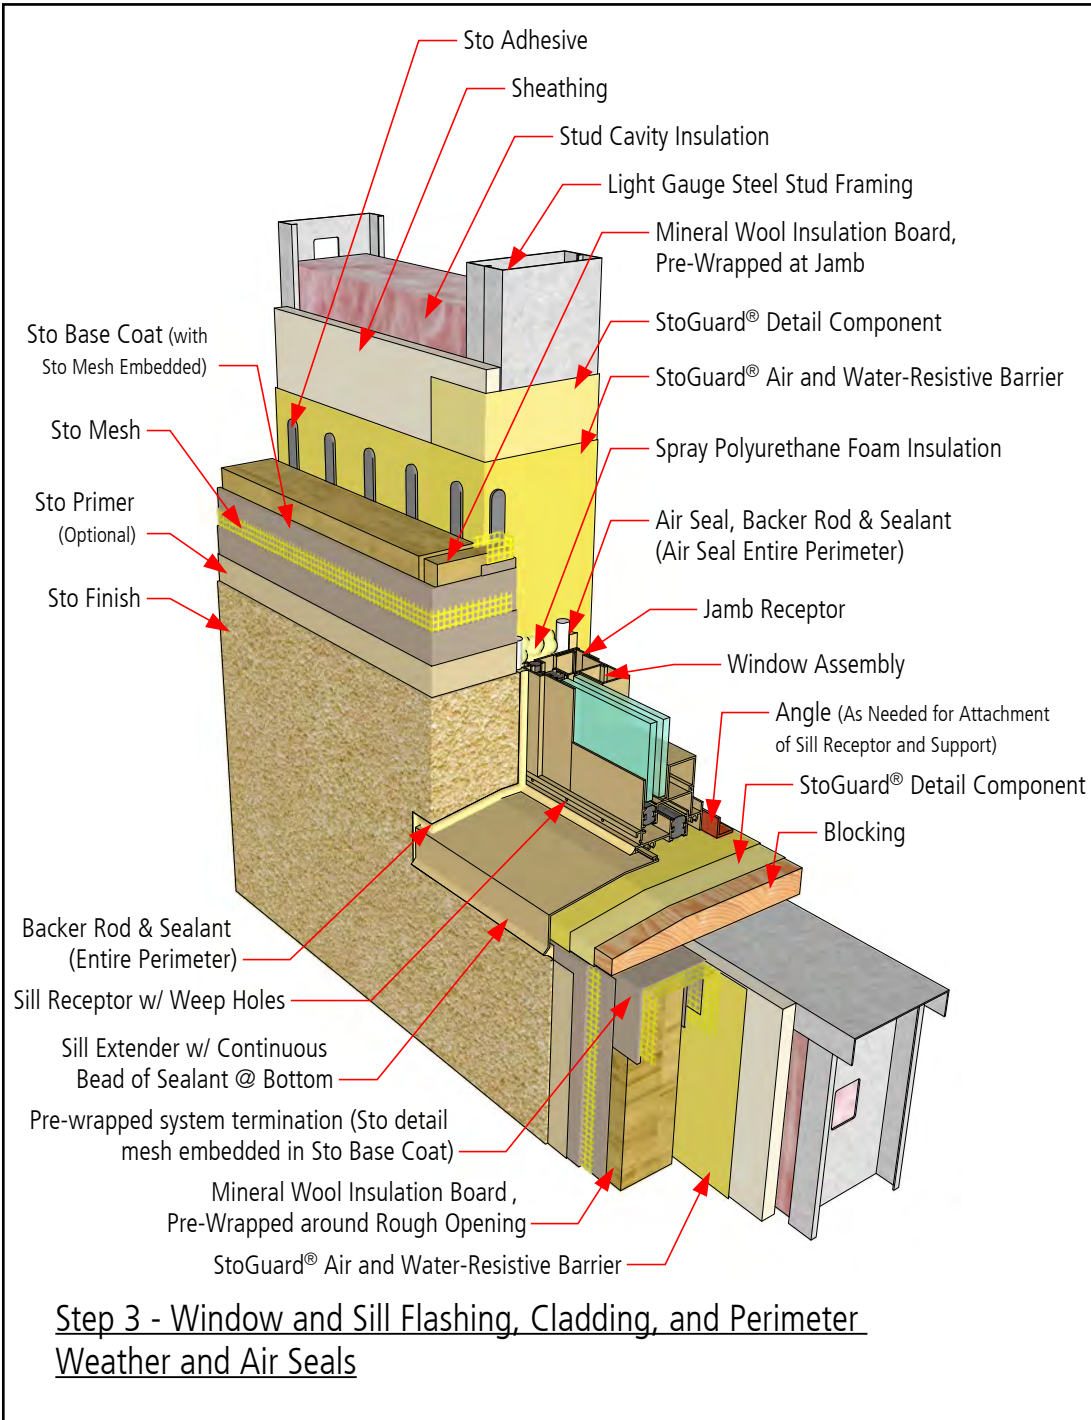 Sto Adhesive
Sheathing
Stud Cavity Insulation
Light Gauge Steel Stud Framing
Mineral Wool Insulation Board,
Pre-Wrapped at Jamb
StoGuard® Detail Component
StoGuard® Air and Water-Resistive Barrier
Spray Polyurethane Foam Insulation
Air Seal, Backer Rod & Sealant
(Air Seal Entire Perimeter)
Jamb Receptor
Window Assembly
Angle (As Needed for Attachment
of Sill Receptor and Support)
StoGuard® Detail Component
Blocking
Sto Base Coat (with
Sto Mesh Embedded)
Sto Mesh
Sto Primer
(Optional)
Sto Finish
Backer Rod & Sealant
(Entire Perimeter)
Sill Receptor w/ Weep Holes
Sill Extender w/ Continuous
Bead of Sealant @ Bottom
Pre-wrapped system termination (Sto detail
mesh embedded in Sto Base Coat)
Mineral Wool Insulation Board ,
Pre-Wrapped around Rough Opening
StoGuard® Air and Water-Resistive Barrier
Step 3 - Window and Sill Flashing, Cladding, and Perimeter
Weather and Air Seals